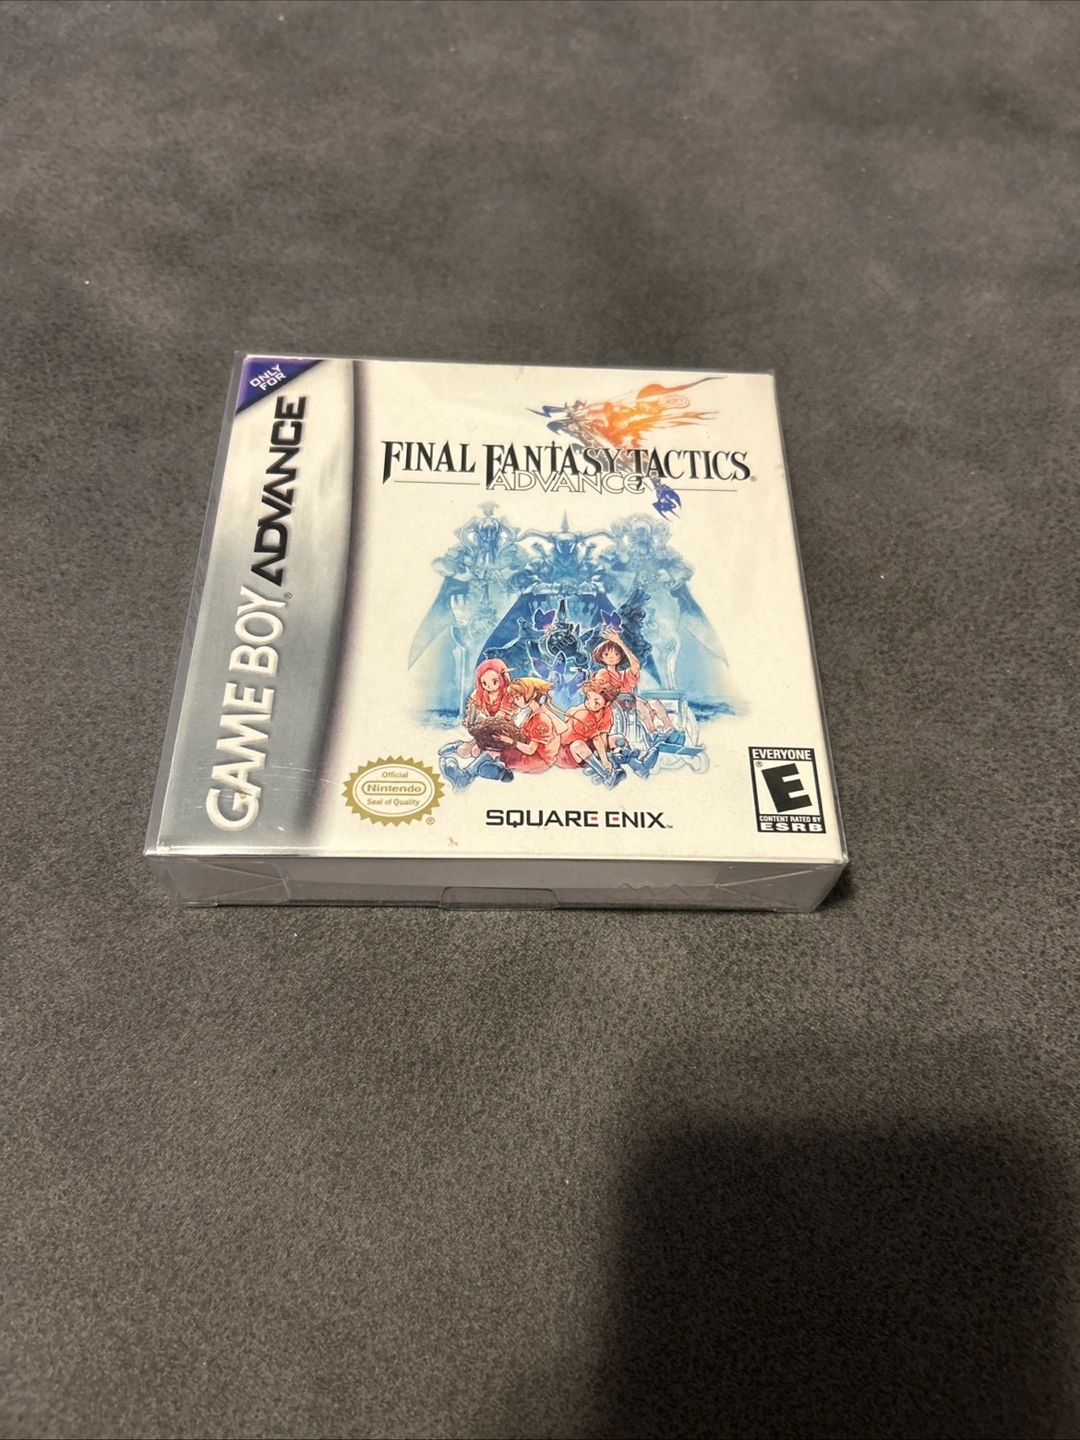 ONLY
FOR
GAME BOY® ADVANCE
FINAL FANTASY TACTICS®
ADVANCE
Official
Nintendo
Seal of Quality
®
SQUARE ENIX™
EVERYONE
®
E
CONTENT RATED BY
ESRB